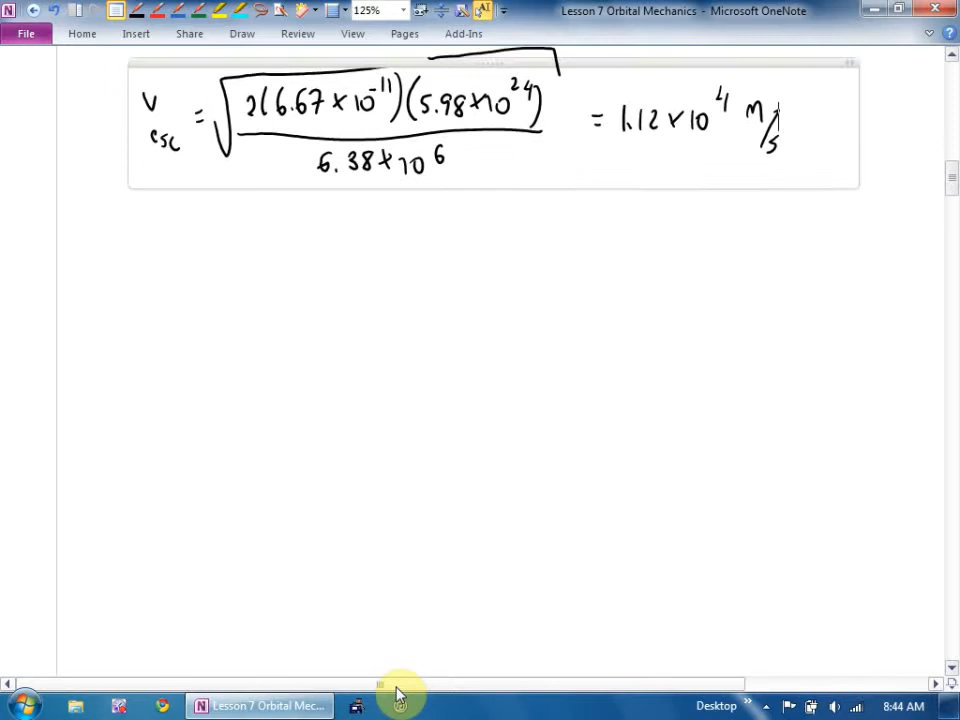 125%
Lesson 7 Orbital Mechanics - Microsoft OneNote
File Home Insert Share Draw Review View Pages Add-Ins
v esc = √(2(6.67×10⁻¹¹)(5.98×10²⁴) / 6.38×10⁶) = 1.12×10⁴ m/s
Lesson 7 Orbital Mec... Desktop 8:44 AM